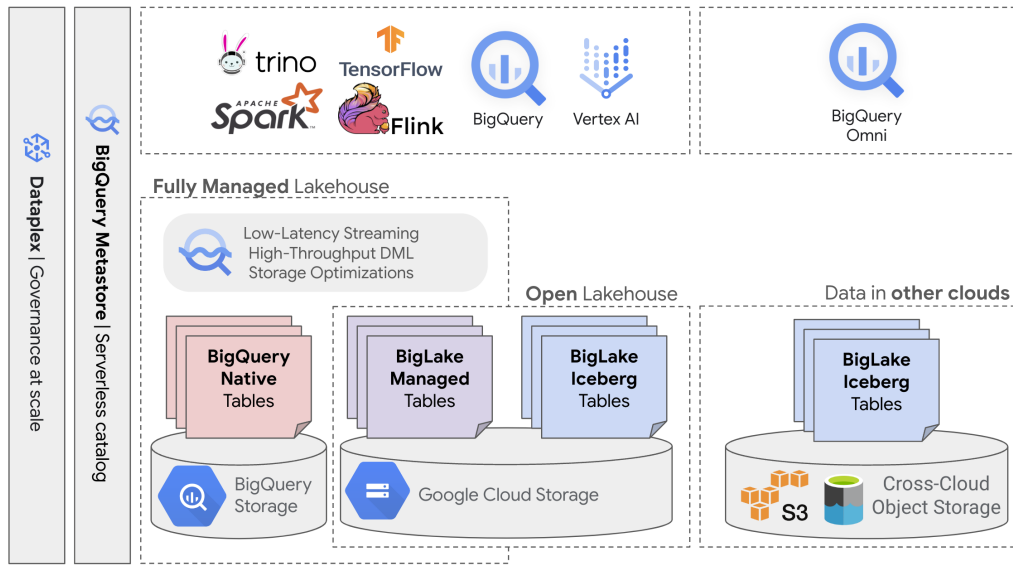 Dataplex | Governance at scale
BigQuery Metastore | Serverless catalog
trino
TensorFlow
APACHE
Spark™
Flink
BigQuery
Vertex AI
BigQuery
Omni
Fully Managed Lakehouse
Low-Latency Streaming
High-Throughput DML
Storage Optimizations
Open Lakehouse
Data in other clouds
BigQuery
Native
Tables
BigLake
Managed
Tables
BigLake
Iceberg
Tables
BigLake
Iceberg
Tables
BigQuery
Storage
Google Cloud Storage
S3
Cross-Cloud
Object Storage